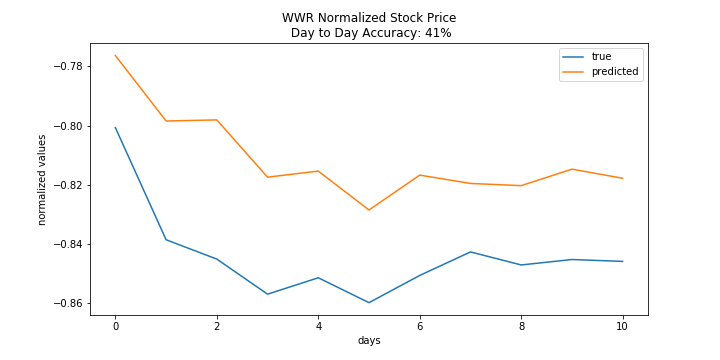 WWR Normalized Stock Price
Day to Day Accuracy: 41%
true
predicted
normalized values
−0.78
−0.80
−0.82
−0.84
−0.86
0 2 4 6 8 10
days